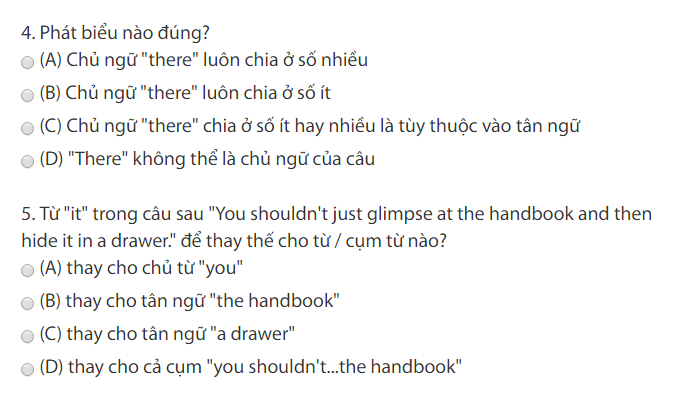 4. Phát biểu nào đúng?
(A) Chủ ngữ "there" luôn chia ở số nhiều
(B) Chủ ngữ "there" luôn chia ở số ít
(C) Chủ ngữ "there" chia ở số ít hay nhiều là tùy thuộc vào tân ngữ
(D) "There" không thể là chủ ngữ của câu
5. Từ "it" trong câu sau "You shouldn't just glimpse at the handbook and then
hide it in a drawer." để thay thế cho từ / cụm từ nào?
(A) thay cho chủ từ "you"
(B) thay cho tân ngữ "the handbook"
(C) thay cho tân ngữ "a drawer"
(D) thay cho cả cụm "you shouldn't...the handbook"